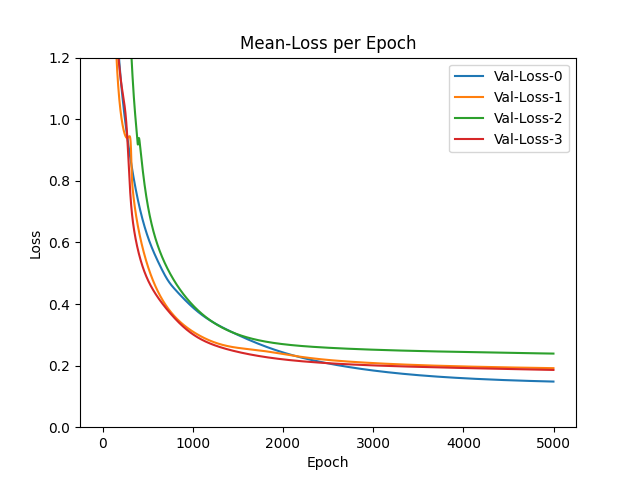 Mean-Loss per Epoch
Val-Loss-0
Val-Loss-1
Val-Loss-2
Val-Loss-3
Loss
1.2
1.0
0.8
0.6
0.4
0.2
0.0
0 1000 2000 3000 4000 5000
Epoch